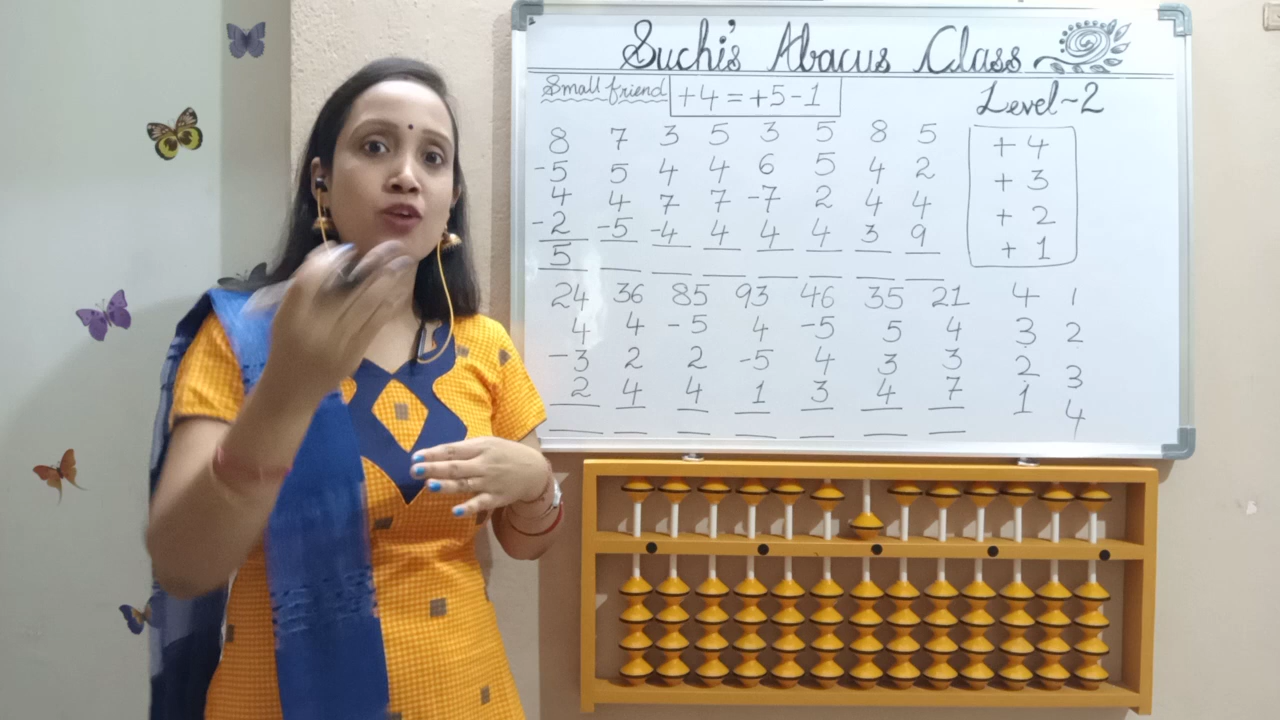 Suchi's Abacus Class
Small friend +4 = +5 - 1 Level-2
8 7 3 5 3 5 8 5 + 4
-5 5 4 4 6 5 4 2 + 3
4 4 7 7 -7 2 4 4 + 2
-2 -5 -4 4 4 4 3 9 + 1
5
24 36 85 93 46 35 21 4 1
4 4 -5 4 -5 5 4 3 2
-3 2 2 -5 4 3 3 2 3
2 4 4 1 3 4 7 1 4